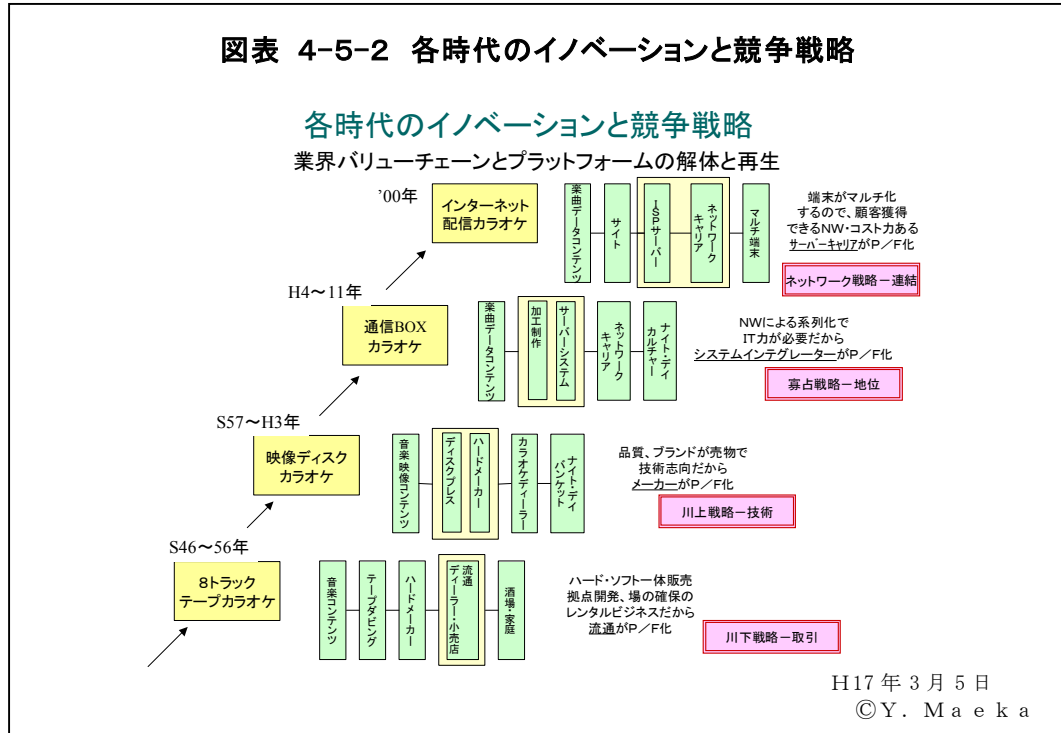 図表 4-5-2 各時代のイノベーションと競争戦略
各時代のイノベーションと競争戦略
業界バリューチェーンとプラットフォームの解体と再生
’00年
インターネット
配信カラオケ
楽曲データコンテンツ
サイト
ISPサーバー
ネットワーク
キャリア
マルチ端末
端末がマルチ化
するので、顧客獲得
できるNW・コスト力ある
サーバーキャリアがP/F化
ネットワーク戦略-連結
H4~11年
通信BOX
カラオケ
楽曲データコンテンツ
加工制作
サーバーシステム
ネットワーク
キャリア
ナイト・デイ
カルチャー
NWによる系列化で
IT力が必要だから
システムインテグレーターがP/F化
寡占戦略-地位
S57~H3年
映像ディスク
カラオケ
音楽映像コンテンツ
ディスクプレス
ハードメーカー
カラオケディーラー
ナイト・デイ
バンケット
品質、ブランドが売物で
技術志向だから
メーカーがP/F化
川上戦略-技術
S46~56年
8トラック
テープカラオケ
音楽コンテンツ
テープダビング
ハードメーカー
流通
ディーラー・小売店
酒場・家庭
ハード・ソフト一体販売
拠点開発、場の確保の
レンタルビジネスだから
流通がP/F化
川下戦略-取引
H17年3月5日
©Y. Maeka